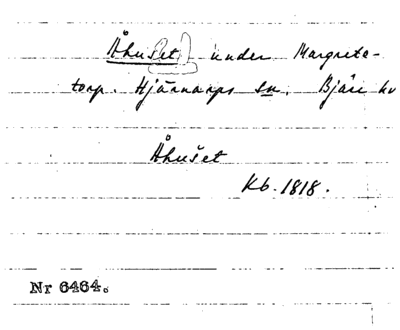 Åhuset under Margreta-
torp. Hjärnarps sn. Bjäre hd
Åhuset
Kb. 1818.
Nr 6464.